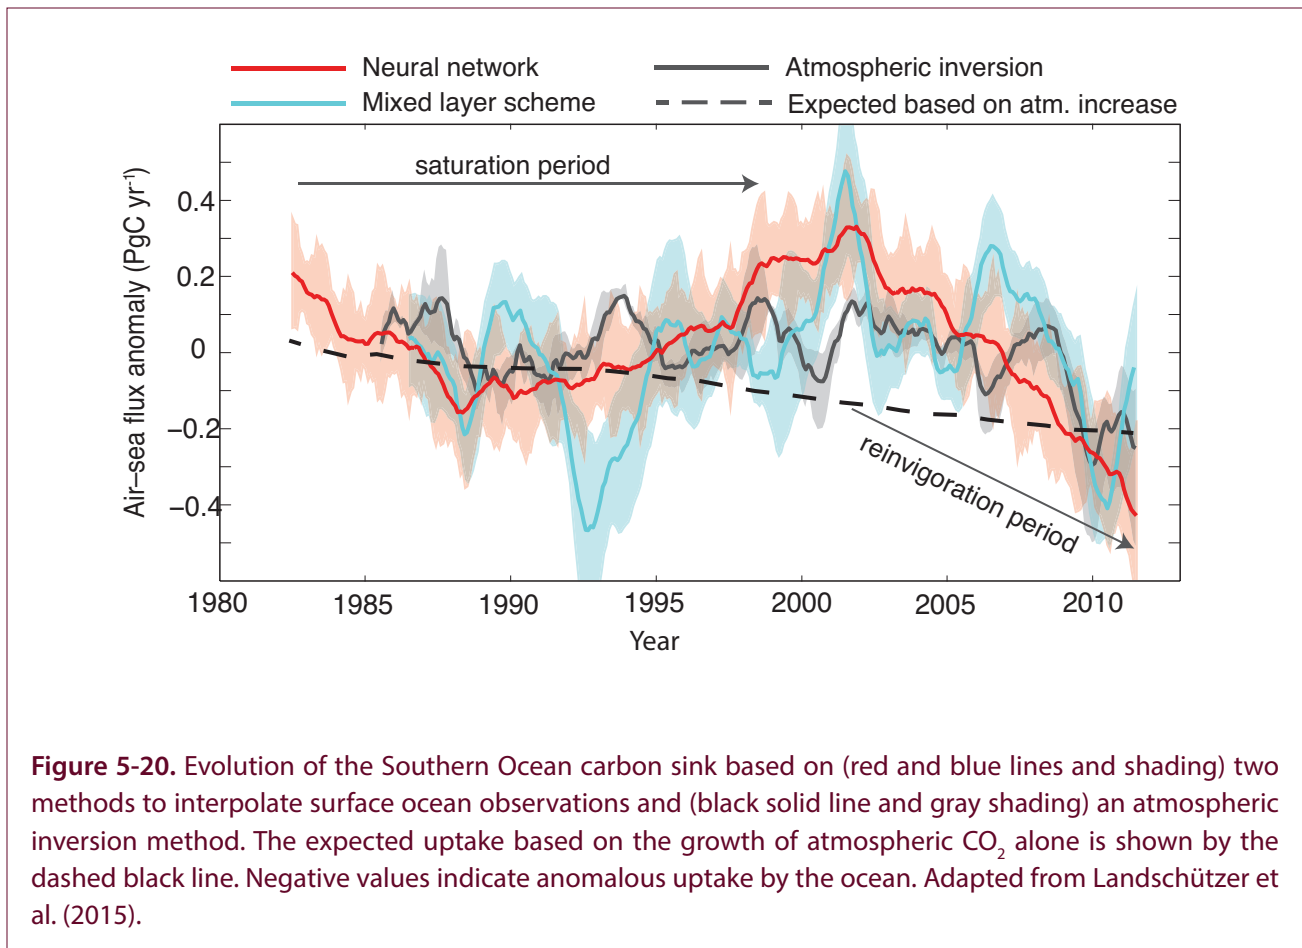 Neural network
Atmospheric inversion
Mixed layer scheme
Expected based on atm. increase
saturation period
reinvigoration period
Air–sea flux anomaly (PgC yr-1)
0.4
0.2
0
−0.2
−0.4
1980
1985
1990
1995
2000
2005
2010
Year
Figure 5-20. Evolution of the Southern Ocean carbon sink based on (red and blue lines and shading) two
methods to interpolate surface ocean observations and (black solid line and gray shading) an atmospheric
inversion method. The expected uptake based on the growth of atmospheric CO2 alone is shown by the
dashed black line. Negative values indicate anomalous uptake by the ocean. Adapted from Landschützer et
al. (2015).